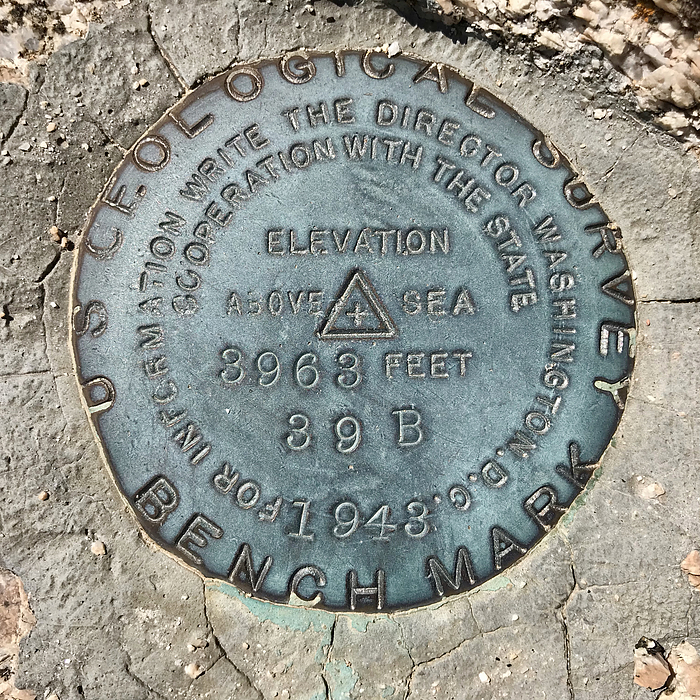 U S GEOLOGICAL SURVEY
FOR INFORMATION WRITE THE DIRECTOR WASHINGTON. D. C.
COOPERATION WITH THE STATE
ELEVATION
ABOVE SEA
3963 FEET
39 B
1943
BENCH MARK